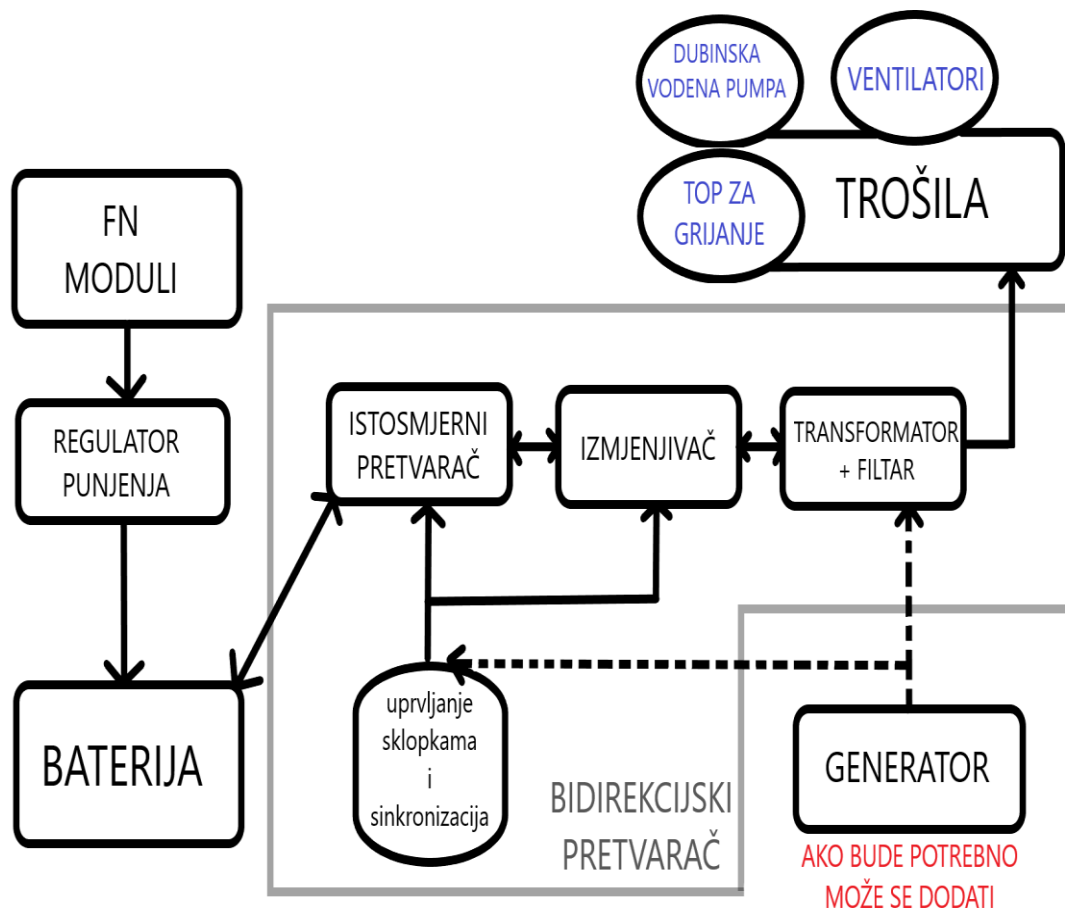 DUBINSKA
VODENA PUMPA
VENTILATORI
TOP ZA
GRIJANJE
TROŠILA
FN
MODULI
REGULATOR
PUNJENJA
BATERIJA
ISTOSMJERNI
PRETVARAČ
IZMJENJIVAČ
TRANSFORMATOR
+ FILTAR
uprvljanje
sklopkama
i
sinkronizacija
BIDIREKCIJSKI
PRETVARAČ
GENERATOR
AKO BUDE POTREBNO
MOŽE SE DODATI